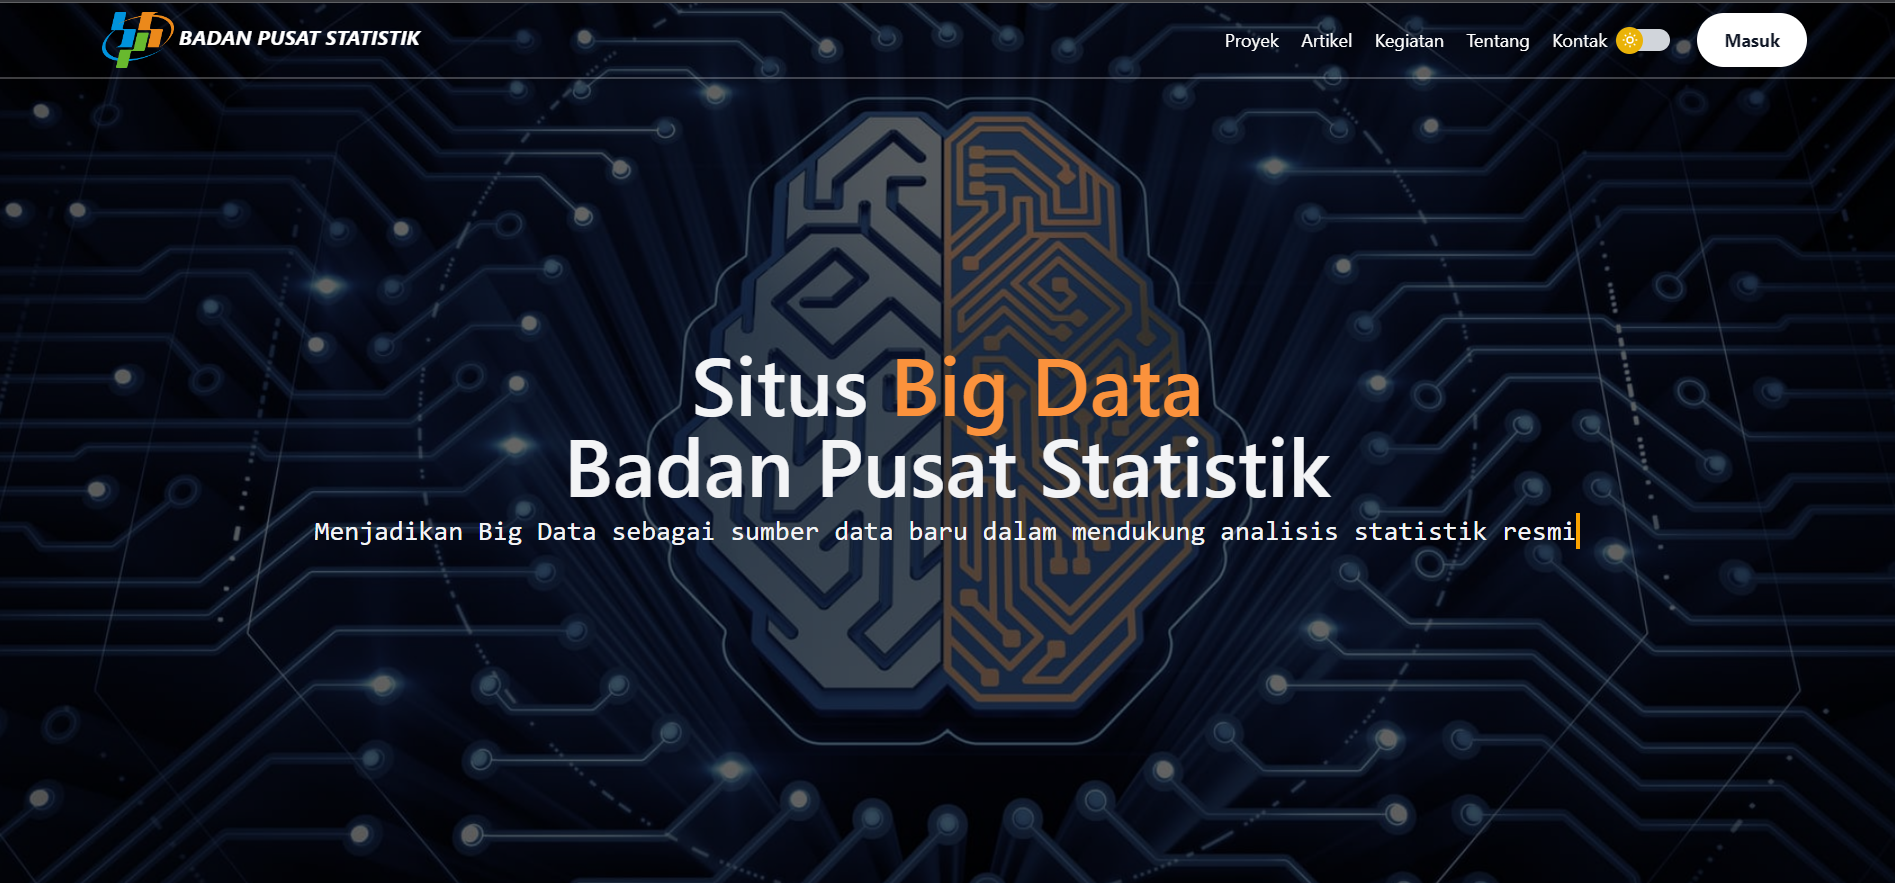 BADAN PUSAT STATISTIK
Proyek Artikel Kegiatan Tentang Kontak Masuk
Situs Big Data
Badan Pusat Statistik
Menjadikan Big Data sebagai sumber data baru dalam mendukung analisis statistik resmi